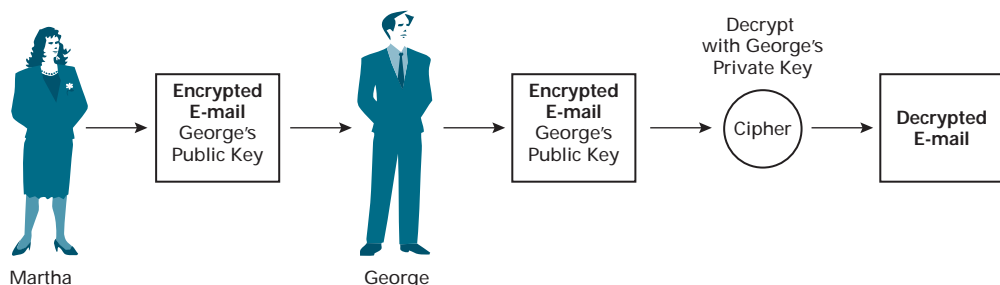 Martha
Encrypted
E-mail
George's
Public Key
George
Encrypted
E-mail
George's
Public Key
Decrypt
with George's
Private Key
Cipher
Decrypted
E-mail